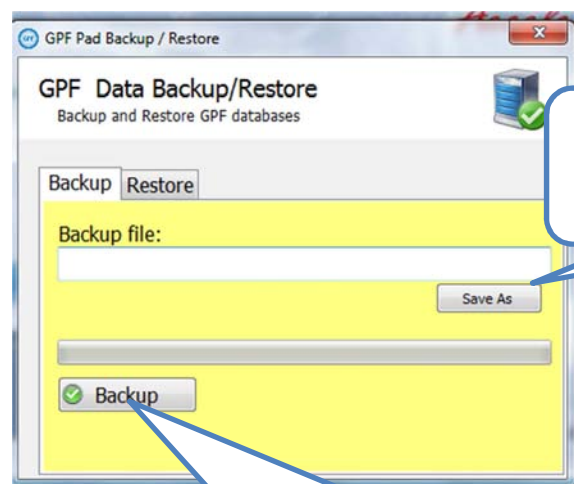 GPF Pad Backup / Restore
GPF Data Backup/Restore
Backup and Restore GPF databases
Backup Restore
Backup file:
Save As
Backup